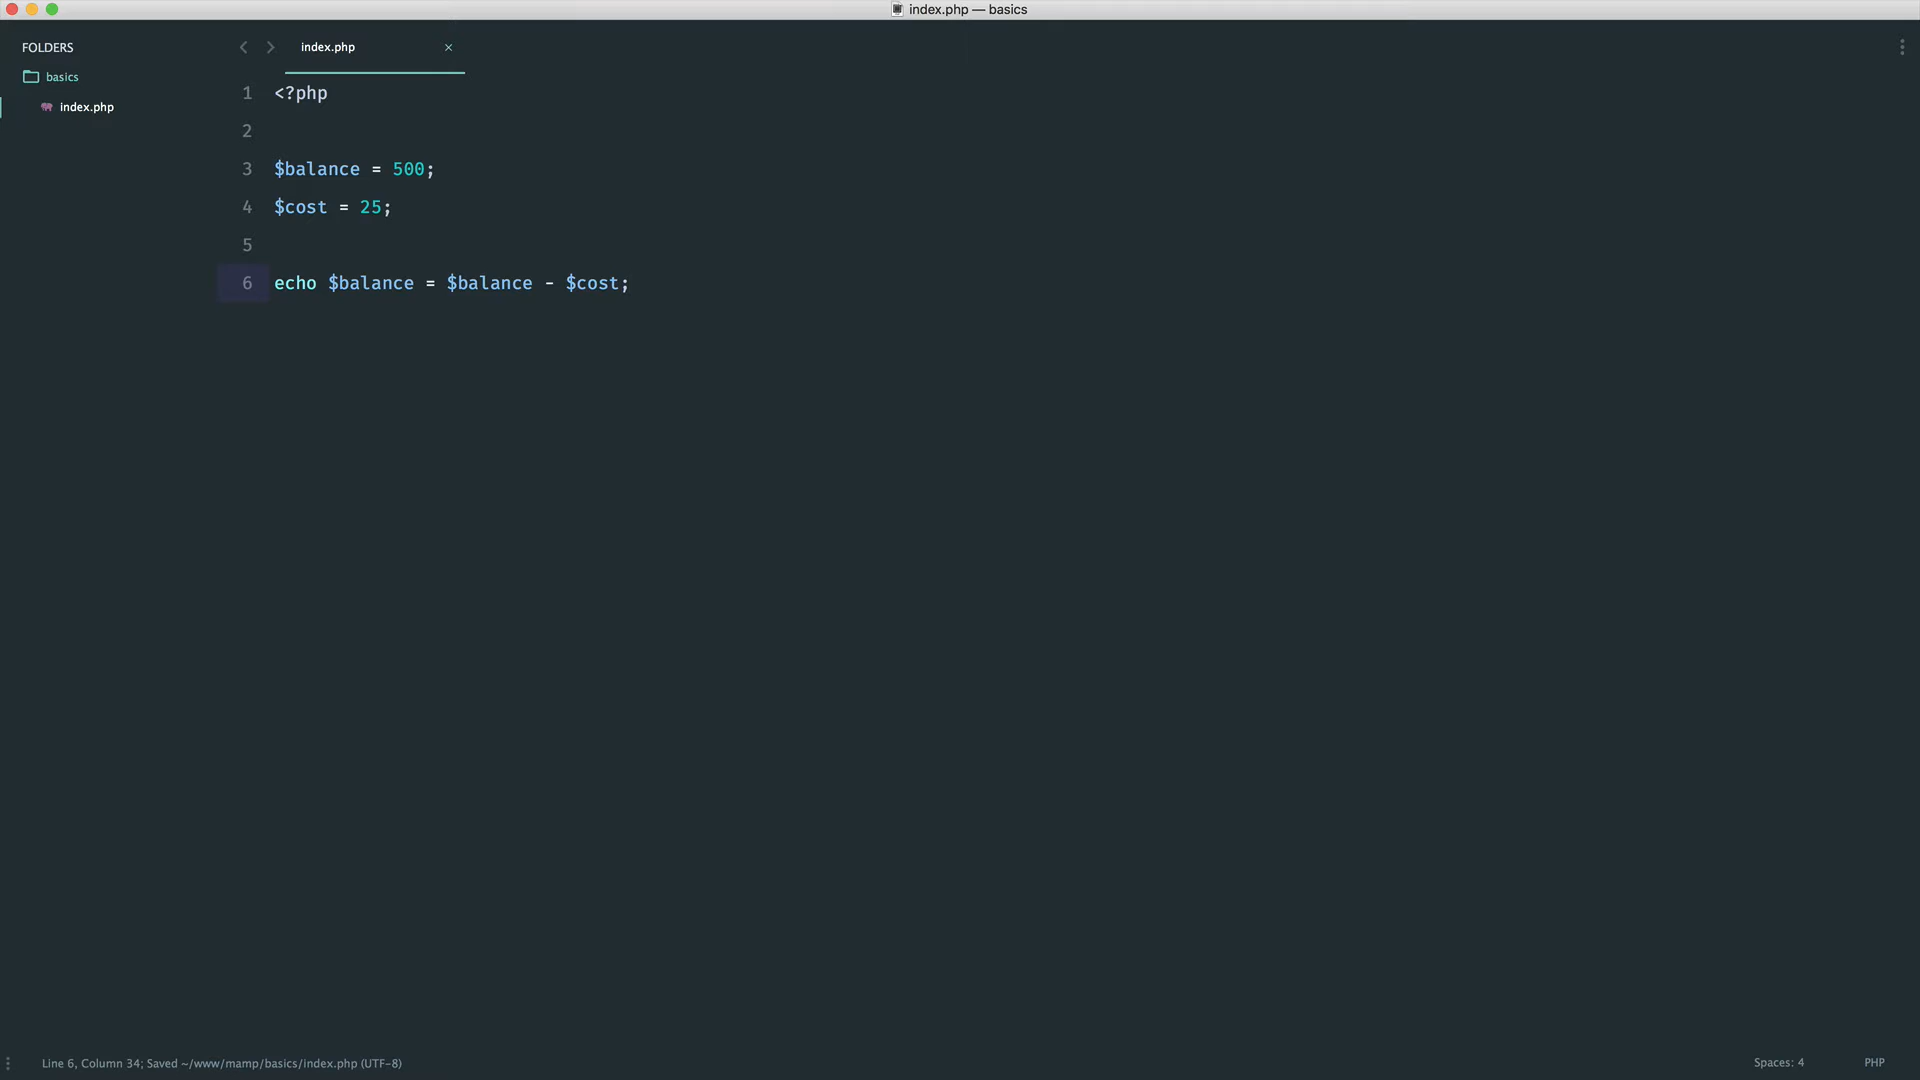 index.php — basics
FOLDERS
basics
index.php
index.php ×
1 <?php
2
3 $balance = 500;
4 $cost = 25;
5
6 echo $balance = $balance - $cost;
Line 6, Column 34; Saved ~/www/mamp/basics/index.php (UTF-8)
Spaces: 4
PHP